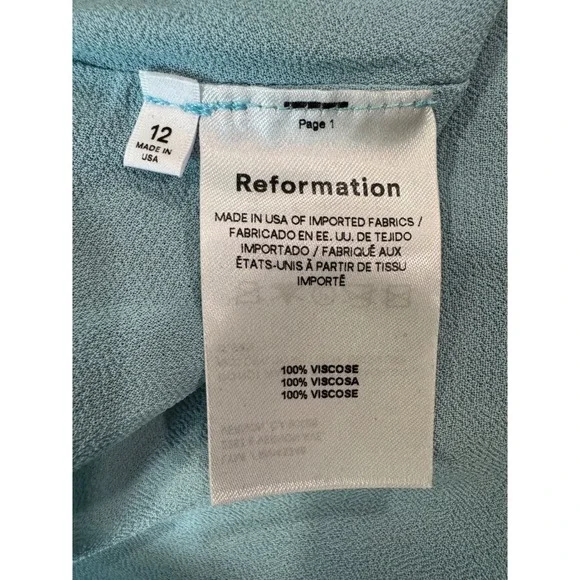 12
MADE IN
USA
Page 1
Reformation
MADE IN USA OF IMPORTED FABRICS /
FABRICADO EN EE. UU. DE TEJIDO
IMPORTADO / FABRIQUÉ AUX
ÉTATS-UNIS À PARTIR DE TISSU
IMPORTÉ
100% VISCOSE
100% VISCOSA
100% VISCOSE